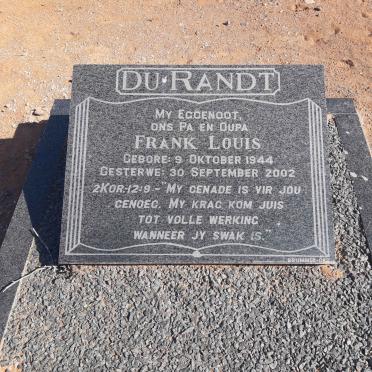 DU RANDT
MY EGGENOOT,
ONS PA EN OUPA
FRANK LOUIS
GEBORE: 9 OKTOBER 1944
GESTERWE: 30 SEPTEMBER 2002
2KOR:12:9 - "MY GENADE IS VIR JOU
GENOEG. MY KRAG KOM JUIS
TOT VOLLE WERKING
WANNEER JY SWAK IS."